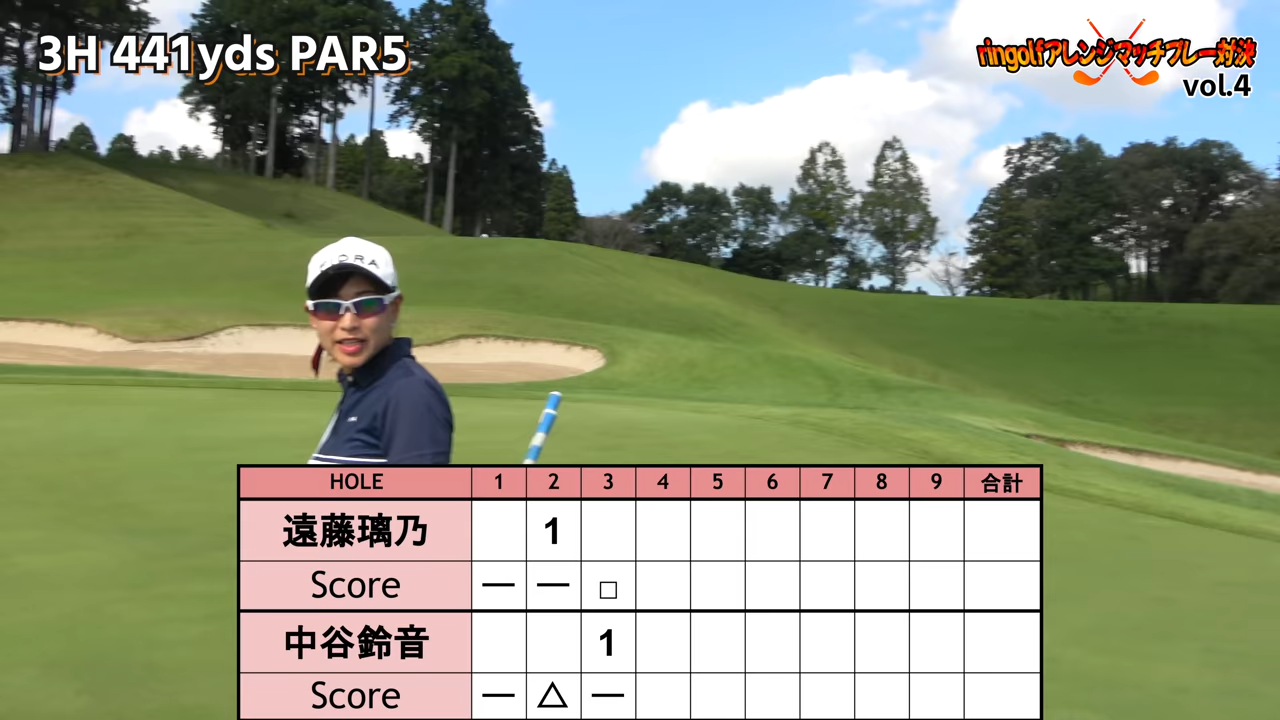 3H 441yds PAR5
ringolfアレンジマッチプレー対決
vol.4
HOLE 1 2 3 4 5 6 7 8 9 合計
遠藤璃乃 1
Score — — □
中谷鈴音 1
Score — △ —